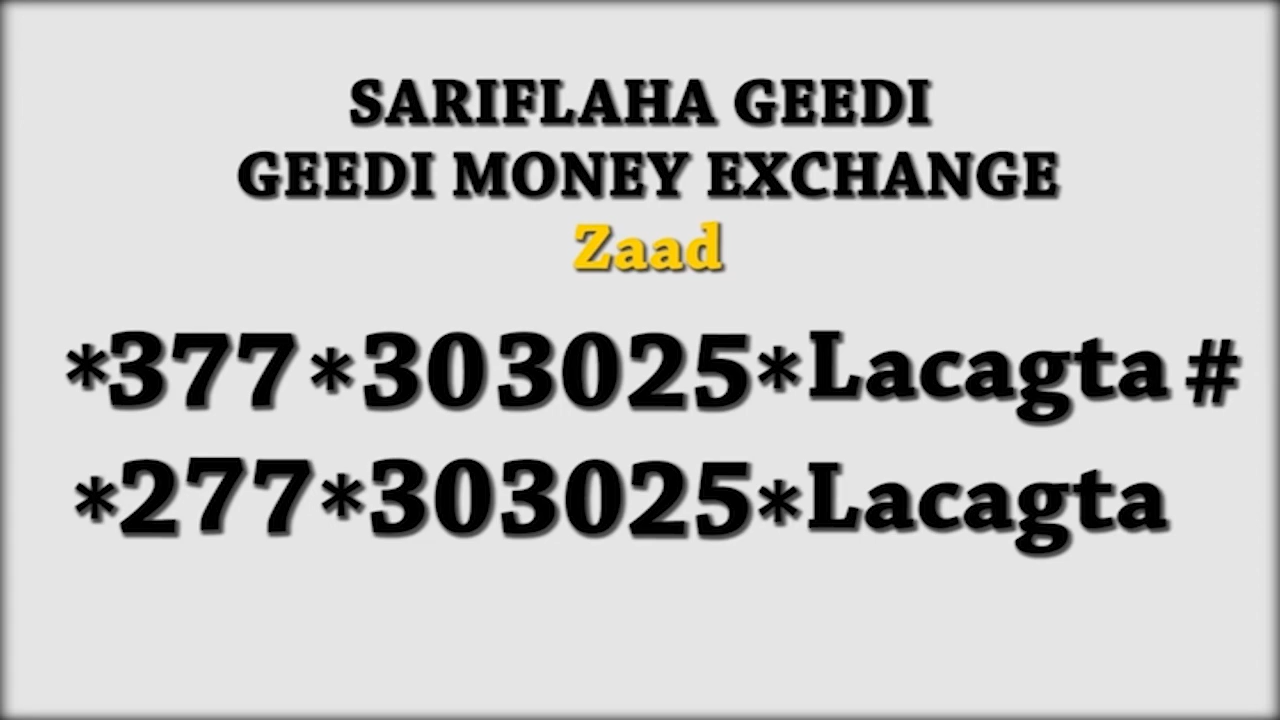 SARIFLAHA GEEDI
GEEDI MONEY EXCHANGE
Zaad
*377*303025*Lacagta #
*277*303025*Lacagta